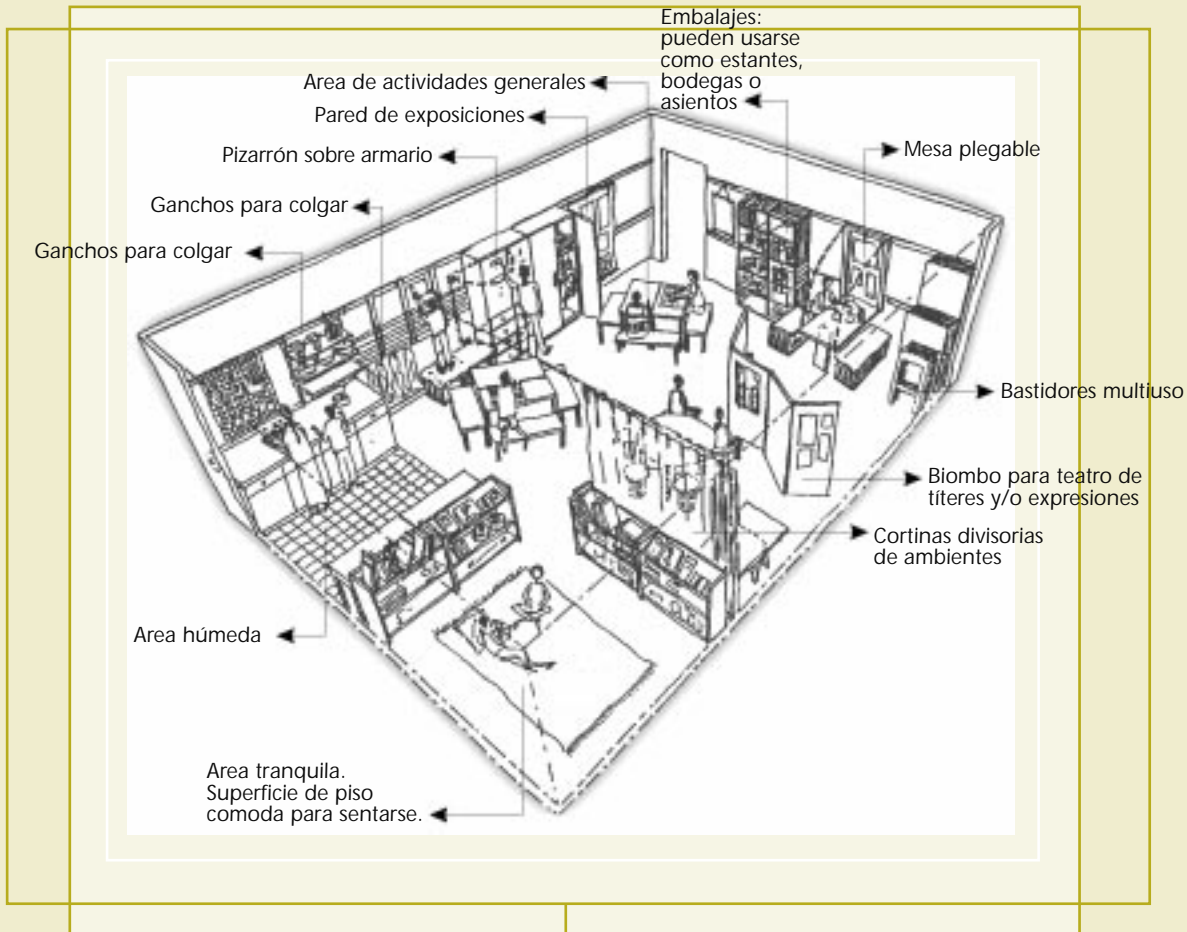 Embalajes:
pueden usarse
como estantes,
bodegas o
asientos
Area de actividades generales
Pared de exposiciones
Pizarrón sobre armario
Mesa plegable
Ganchos para colgar
Ganchos para colgar
Bastidores multiuso
Biombo para teatro de
títeres y/o expresiones
Cortinas divisorias
de ambientes
Area húmeda
Area tranquila.
Superficie de piso
comoda para sentarse.